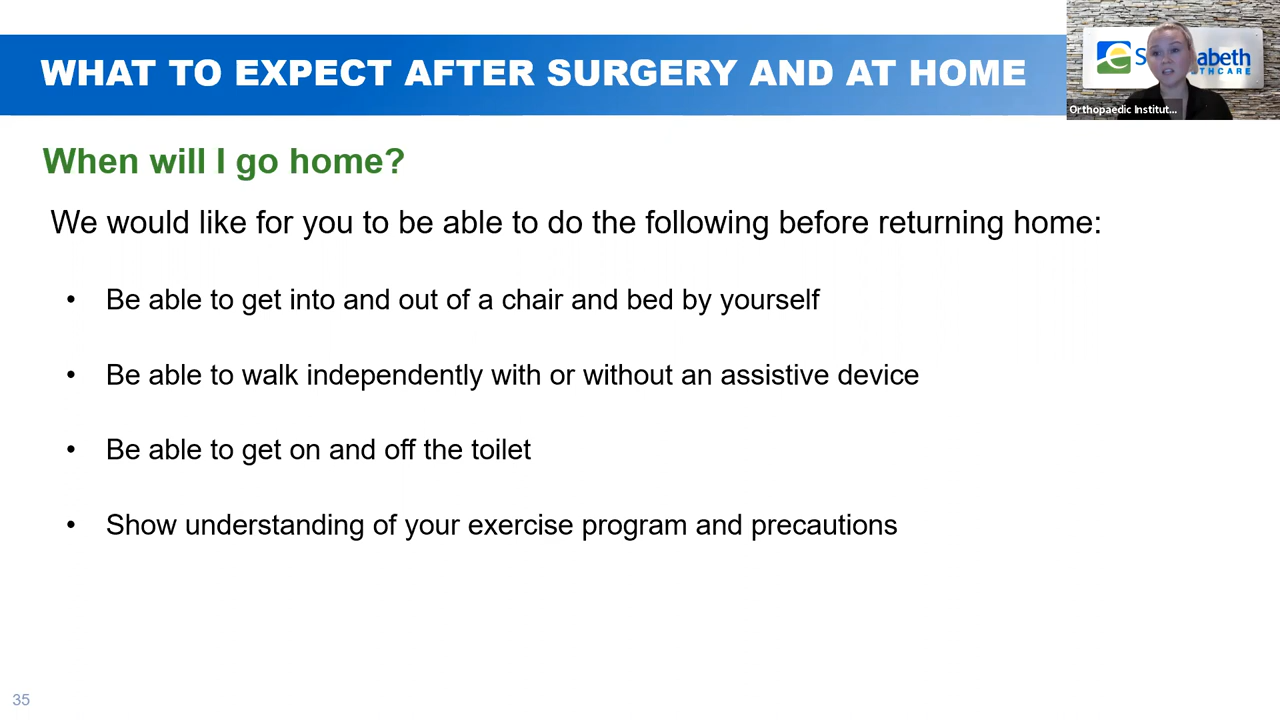 WHAT TO EXPECT AFTER SURGERY AND AT HOME
abeth
THCARE
Orthopaedic Institut...
When will I go home?
We would like for you to be able to do the following before returning home:
• Be able to get into and out of a chair and bed by yourself
• Be able to walk independently with or without an assistive device
• Be able to get on and off the toilet
• Show understanding of your exercise program and precautions
35